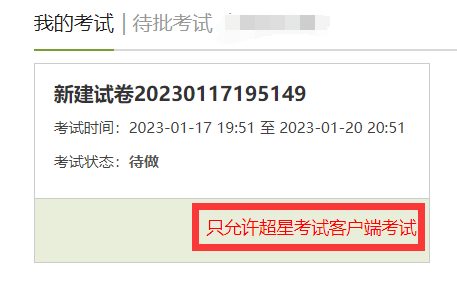 我的考试 | 待批考试
新建试卷20230117195149
考试时间：2023-01-17 19:51 至 2023-01-20 20:51
考试状态：待做
只允许超星考试客户端考试